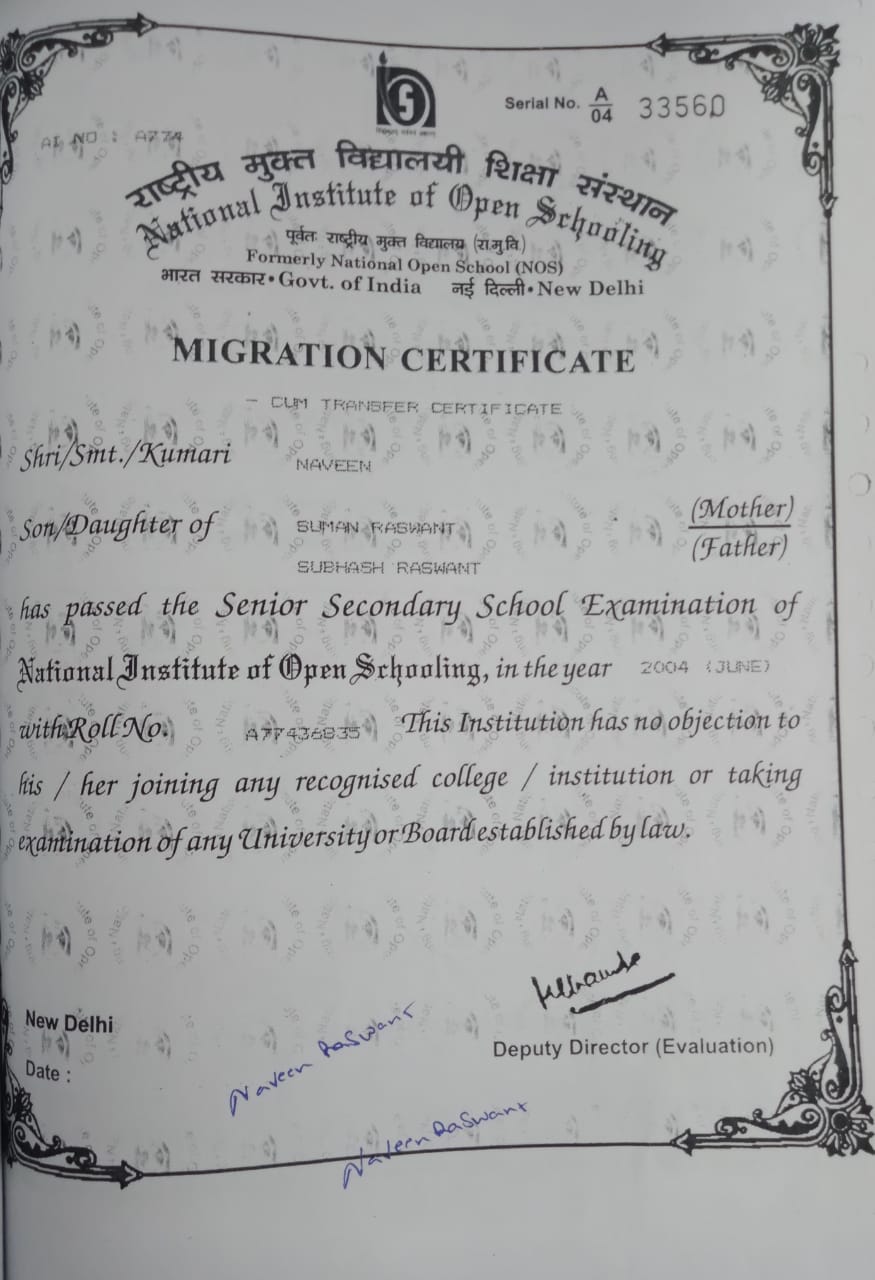 Serial No. A/04 33560
AI NO : A774
राष्ट्रीय मुक्त विद्यालयी शिक्षा संस्थान
National Institute of Open Schooling
पूर्वतः राष्ट्रीय मुक्त विद्यालय (रा.मु.वि.)
Formerly National Open School (NOS)
भारत सरकार • Govt. of India नई दिल्ली • New Delhi
MIGRATION CERTIFICATE
- CUM TRANSFER CERTIFICATE
Shri/Smt./Kumari NAVEEN
Son/Daughter of SUMAN RASWANT (Mother)
SUBHASH RASWANT (Father)
has passed the Senior Secondary School Examination of
National Institute of Open Schooling, in the year 2004 (JUNE)
with Roll No. A77436835 This Institution has no objection to
his / her joining any recognised college / institution or taking
examination of any University or Board established by law.
New Delhi
Deputy Director (Evaluation)
Date :
Naveen Raswant
Naveen Raswant